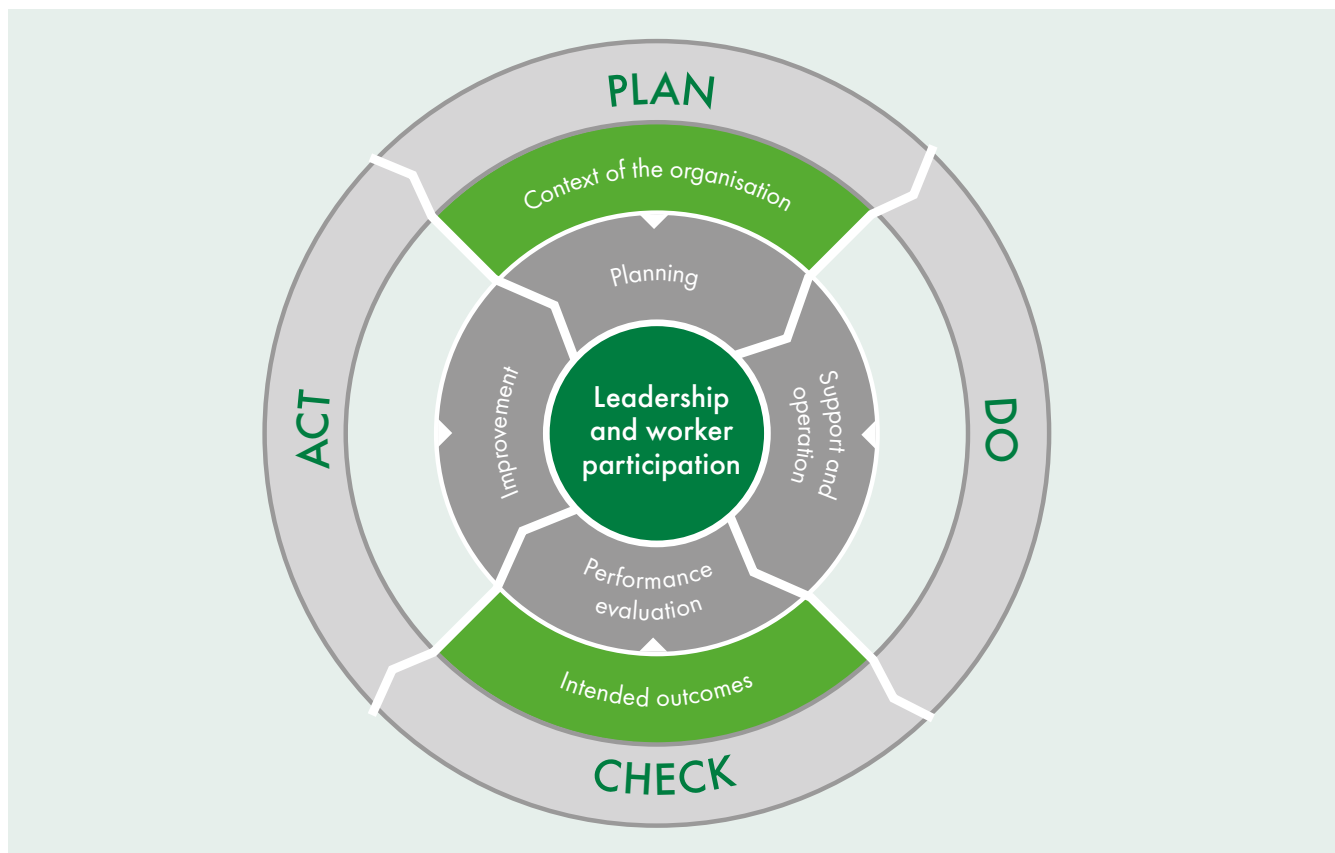 PLAN
Context of the organisation
Planning
ACT
Improvement
Leadership
and worker
participation
Support and
operation
DO
Performance
evaluation
Intended outcomes
CHECK